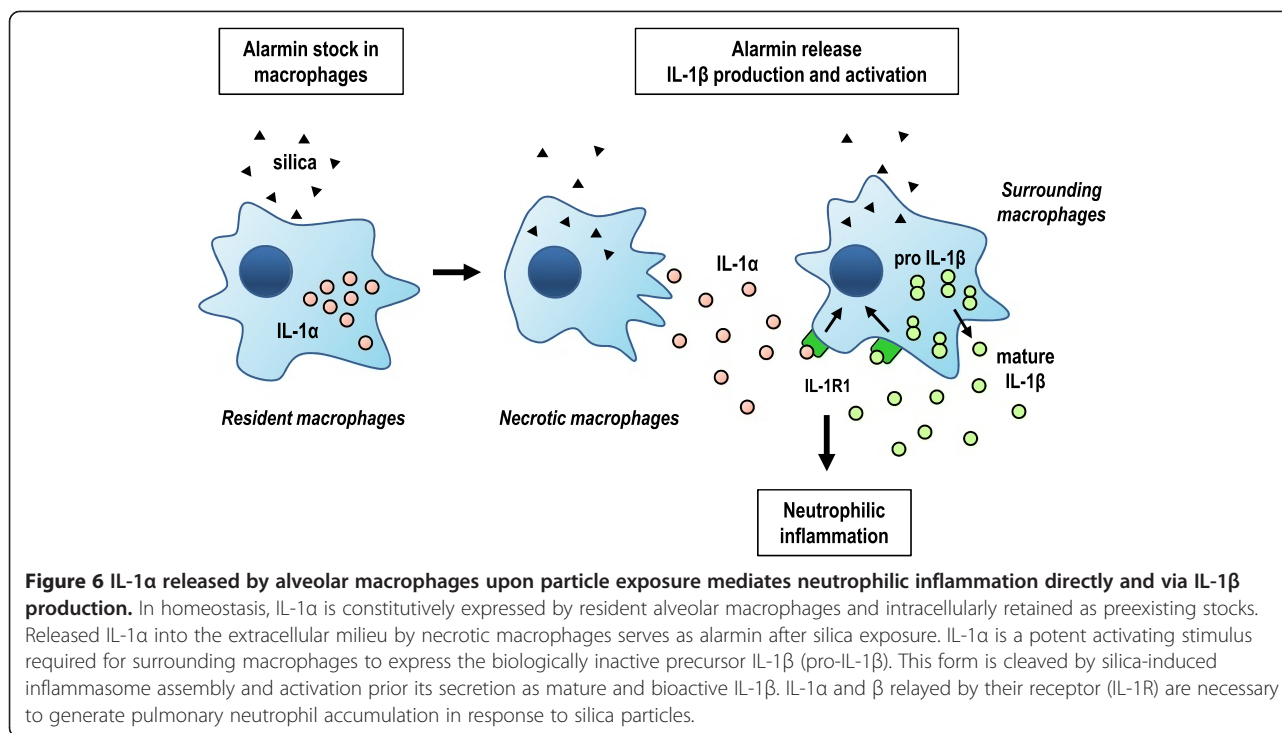 Alarmin stock in
macrophages
Alarmin release
IL-1β production and activation
silica
IL-1α
Resident macrophages
Necrotic macrophages
IL-1α
Surrounding
macrophages
pro IL-1β
IL-1R1
mature
IL-1β
Neutrophilic
inflammation
Figure 6 IL-1α released by alveolar macrophages upon particle exposure mediates neutrophilic inflammation directly and via IL-1β
production. In homeostasis, IL-1α is constitutively expressed by resident alveolar macrophages and intracellularly retained as preexisting stocks.
Released IL-1α into the extracellular milieu by necrotic macrophages serves as alarmin after silica exposure. IL-1α is a potent activating stimulus
required for surrounding macrophages to express the biologically inactive precursor IL-1β (pro-IL-1β). This form is cleaved by silica-induced
inflammasome assembly and activation prior its secretion as mature and bioactive IL-1β. IL-1α and β relayed by their receptor (IL-1R) are necessary
to generate pulmonary neutrophil accumulation in response to silica particles.